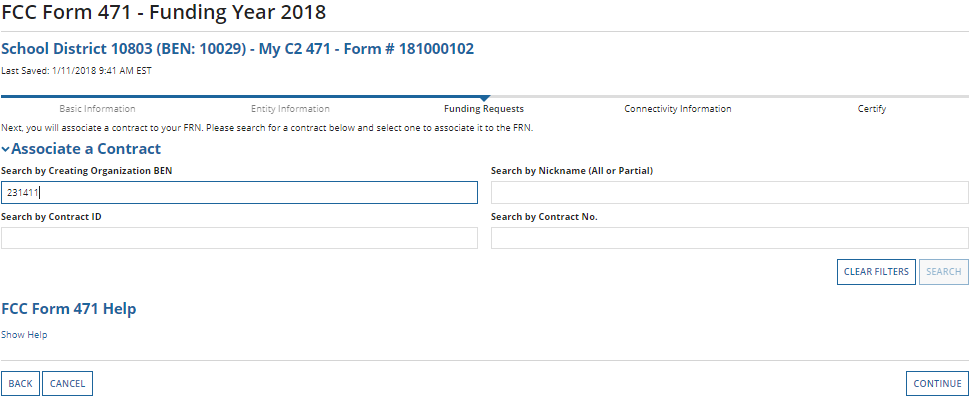 FCC Form 471 - Funding Year 2018
School District 10803 (BEN: 10029) - My C2 471 - Form # 181000102
Last Saved: 1/11/2018 9:41 AM EST
Basic Information Entity Information Funding Requests Connectivity Information Certify
Next, you will associate a contract to your FRN. Please search for a contract below and select one to associate it to the FRN.
Associate a Contract
Search by Creating Organization BEN Search by Nickname (All or Partial)
231411
Search by Contract ID Search by Contract No.
CLEAR FILTERS SEARCH
FCC Form 471 Help
Show Help
BACK CANCEL CONTINUE